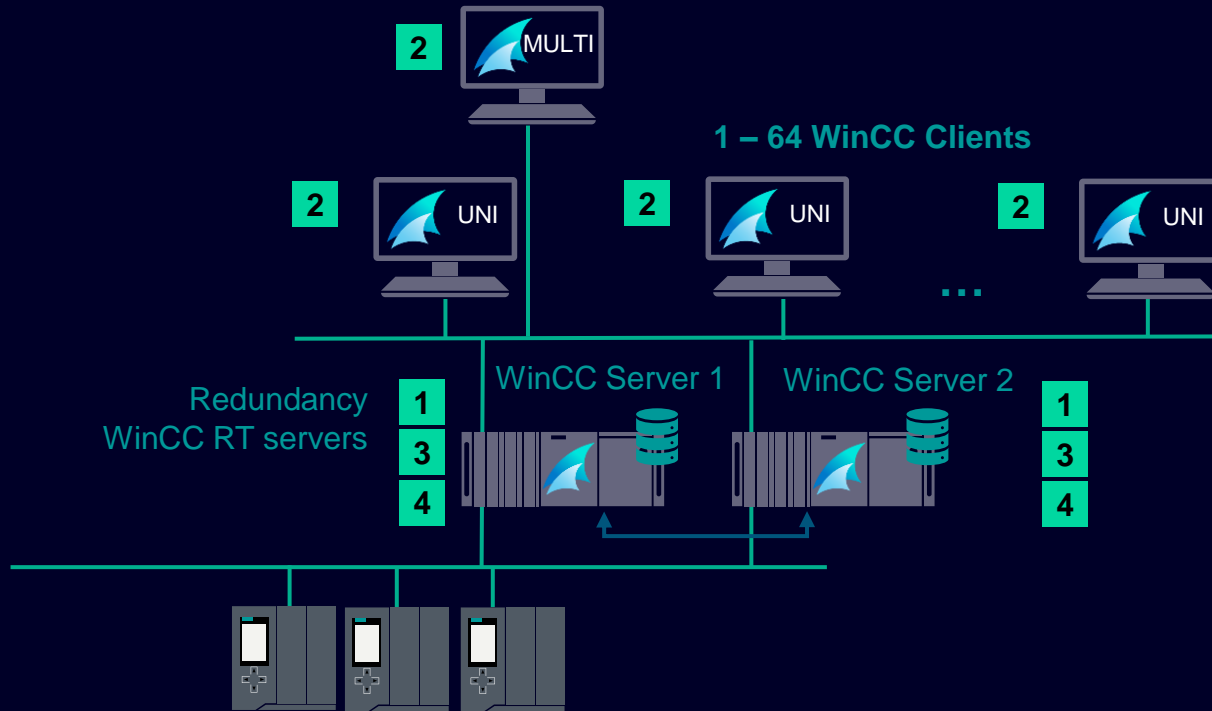 2
MULTI
1 – 64 WinCC Clients
2
UNI
2
UNI
2
UNI
...
WinCC Server 1
WinCC Server 2
Redundancy
WinCC RT servers
1
3
4
1
3
4